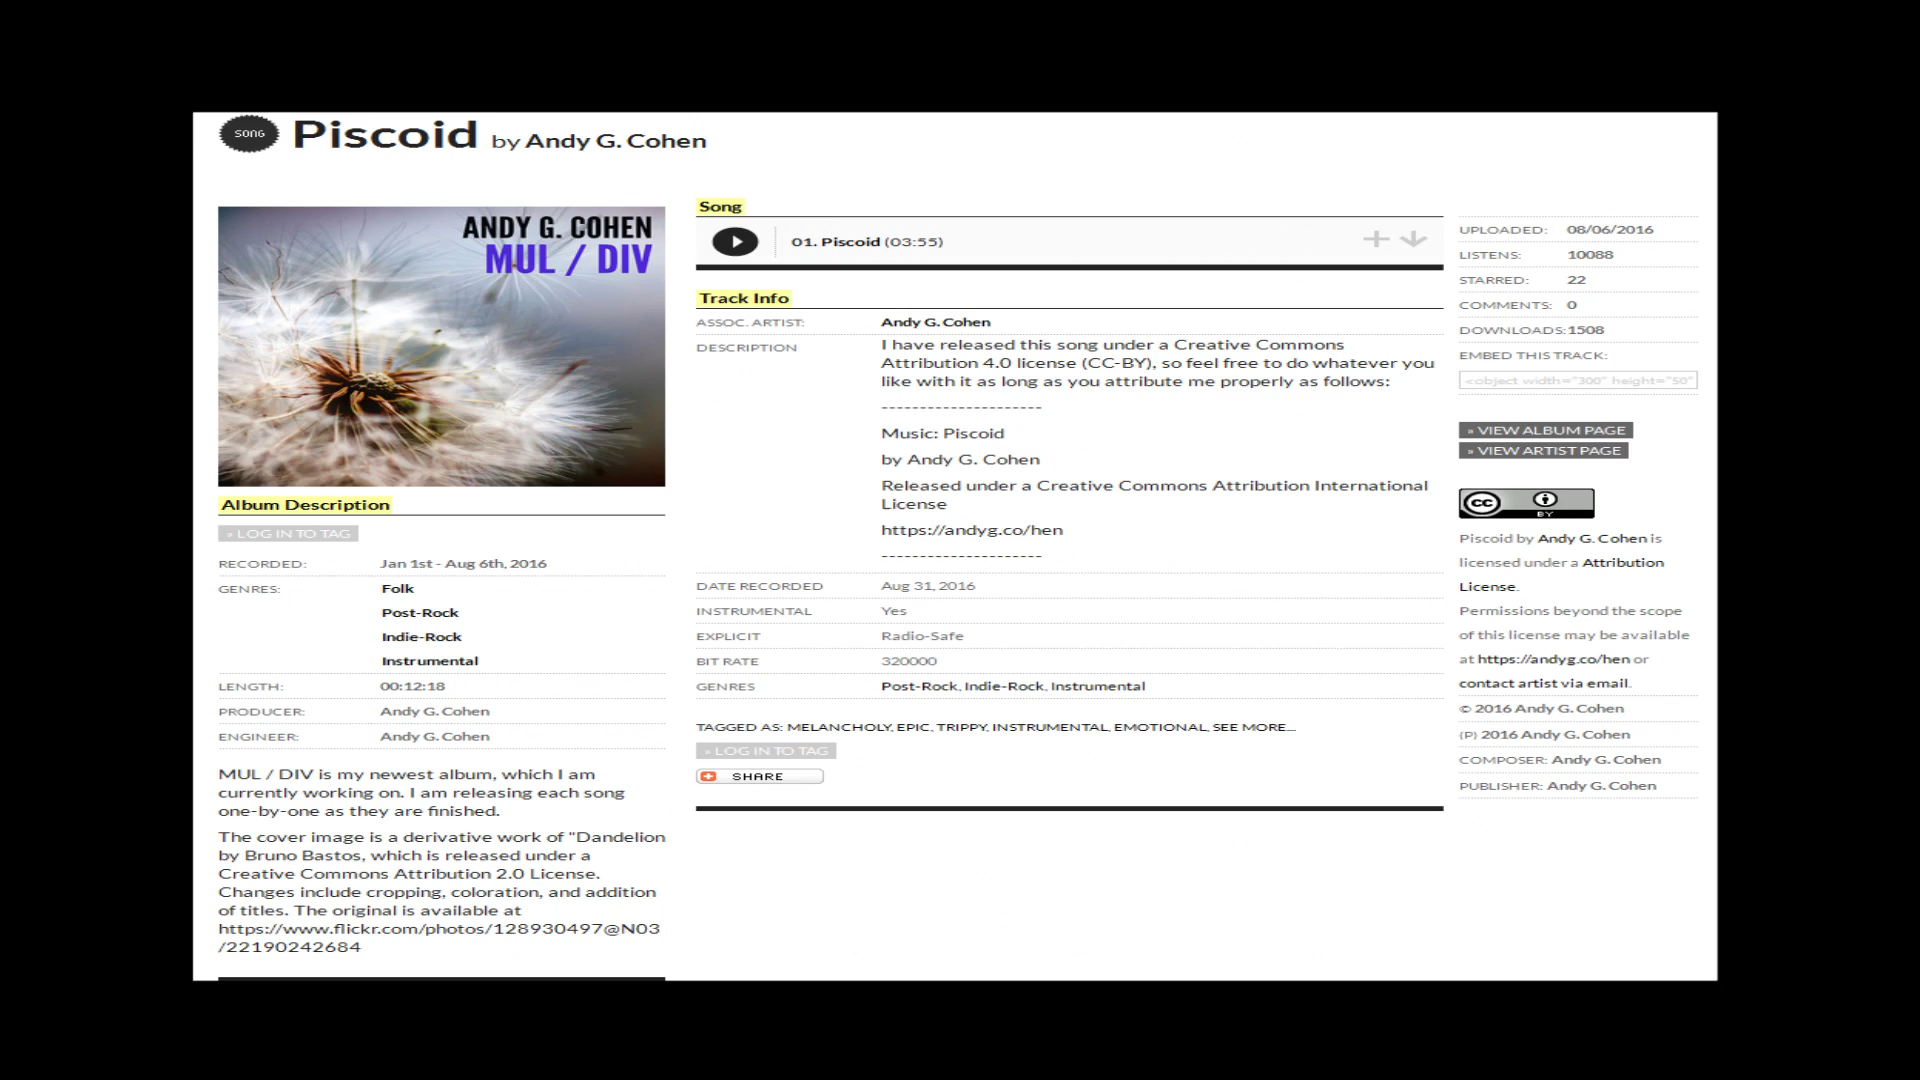 SONG
Piscoid by Andy G. Cohen
ANDY G. COHEN
MUL / DIV
Album Description
» LOG IN TO TAG
RECORDED: Jan 1st - Aug 6th, 2016
GENRES: Folk
Post-Rock
Indie-Rock
Instrumental
LENGTH: 00:12:18
PRODUCER: Andy G. Cohen
ENGINEER: Andy G. Cohen
MUL / DIV is my newest album, which I am
currently working on. I am releasing each song
one-by-one as they are finished.
The cover image is a derivative work of "Dandelion
by Bruno Bastos, which is released under a
Creative Commons Attribution 2.0 License.
Changes include cropping, coloration, and addition
of titles. The original is available at
https://www.flickr.com/photos/128930497@N03
/22190242684
Song
01. Piscoid (03:55)
Track Info
ASSOC. ARTIST: Andy G. Cohen
DESCRIPTION I have released this song under a Creative Commons
Attribution 4.0 license (CC-BY), so feel free to do whatever you
like with it as long as you attribute me properly as follows:
---------------------
Music: Piscoid
by Andy G. Cohen
Released under a Creative Commons Attribution International
License
https://andyg.co/hen
---------------------
DATE RECORDED Aug 31, 2016
INSTRUMENTAL Yes
EXPLICIT Radio-Safe
BIT RATE 320000
GENRES Post-Rock, Indie-Rock, Instrumental
TAGGED AS: MELANCHOLY, EPIC, TRIPPY, INSTRUMENTAL, EMOTIONAL, SEE MORE...
» LOG IN TO TAG
SHARE
UPLOADED: 08/06/2016
LISTENS: 10088
STARRED: 22
COMMENTS: 0
DOWNLOADS: 1508
EMBED THIS TRACK:
<object width="300" height="50"
» VIEW ALBUM PAGE
» VIEW ARTIST PAGE
cc BY
Piscoid by Andy G. Cohen is
licensed under a Attribution
License.
Permissions beyond the scope
of this license may be available
at https://andyg.co/hen or
contact artist via email.
© 2016 Andy G. Cohen
(P) 2016 Andy G. Cohen
COMPOSER: Andy G. Cohen
PUBLISHER: Andy G. Cohen